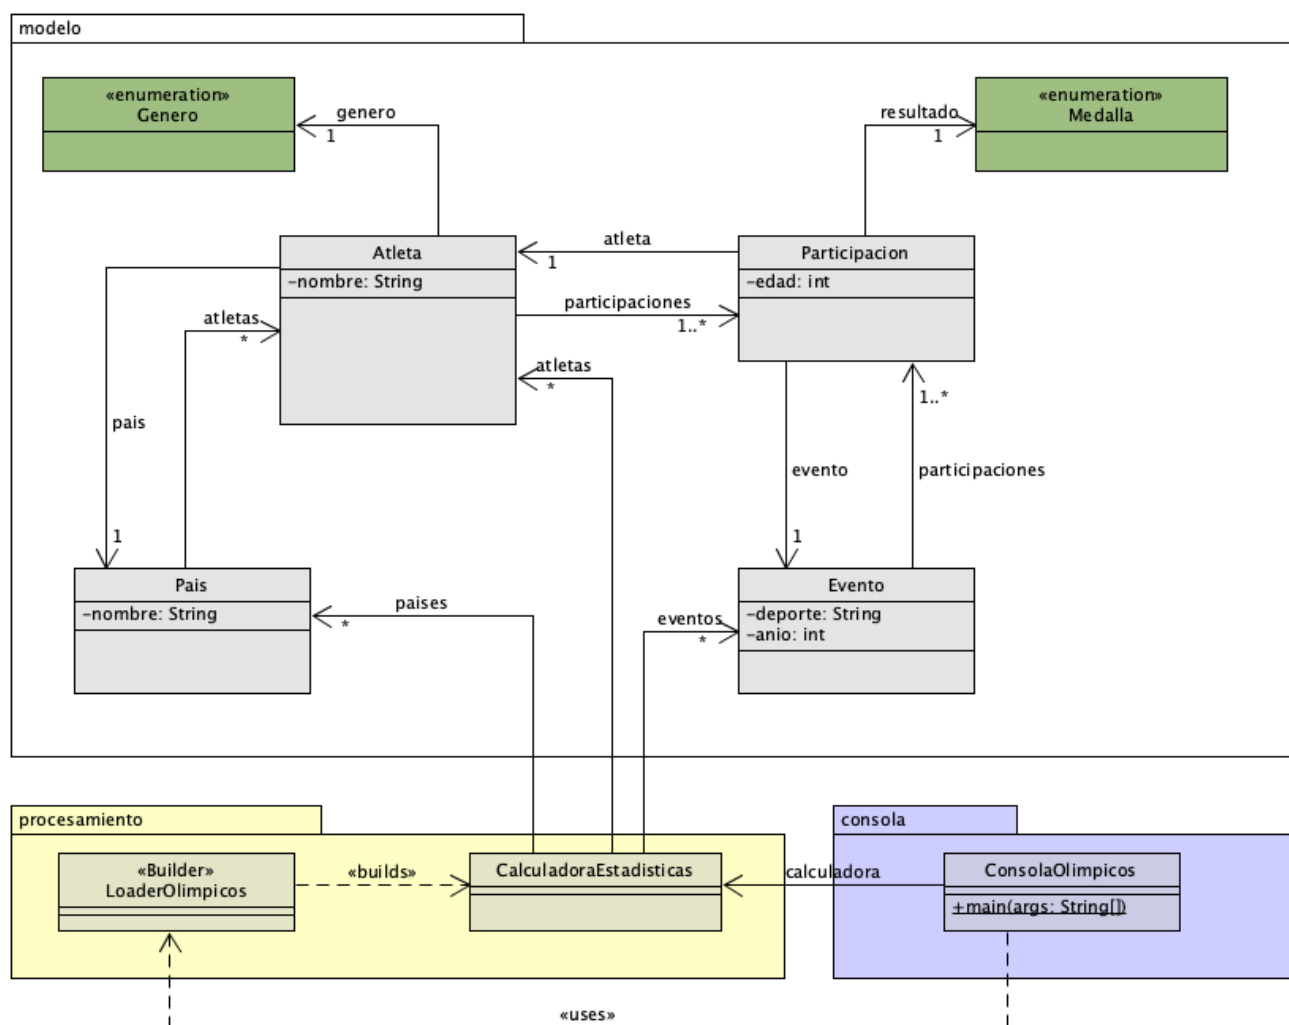 modelo
«enumeration»
Genero
genero
1
«enumeration»
Medalla
resultado
1
Atleta
-nombre: String
atleta
1
Participacion
-edad: int
participaciones
1..*
atletas
*
atletas
*
pais
1
evento
1
participaciones
1..*
Pais
-nombre: String
paises
*
Evento
-deporte: String
-anio: int
eventos
*
procesamiento
«Builder»
LoaderOlimpicos
«builds»
CalculadoraEstadisticas
calculadora
consola
ConsolaOlimpicos
+main(args: String[])
«uses»